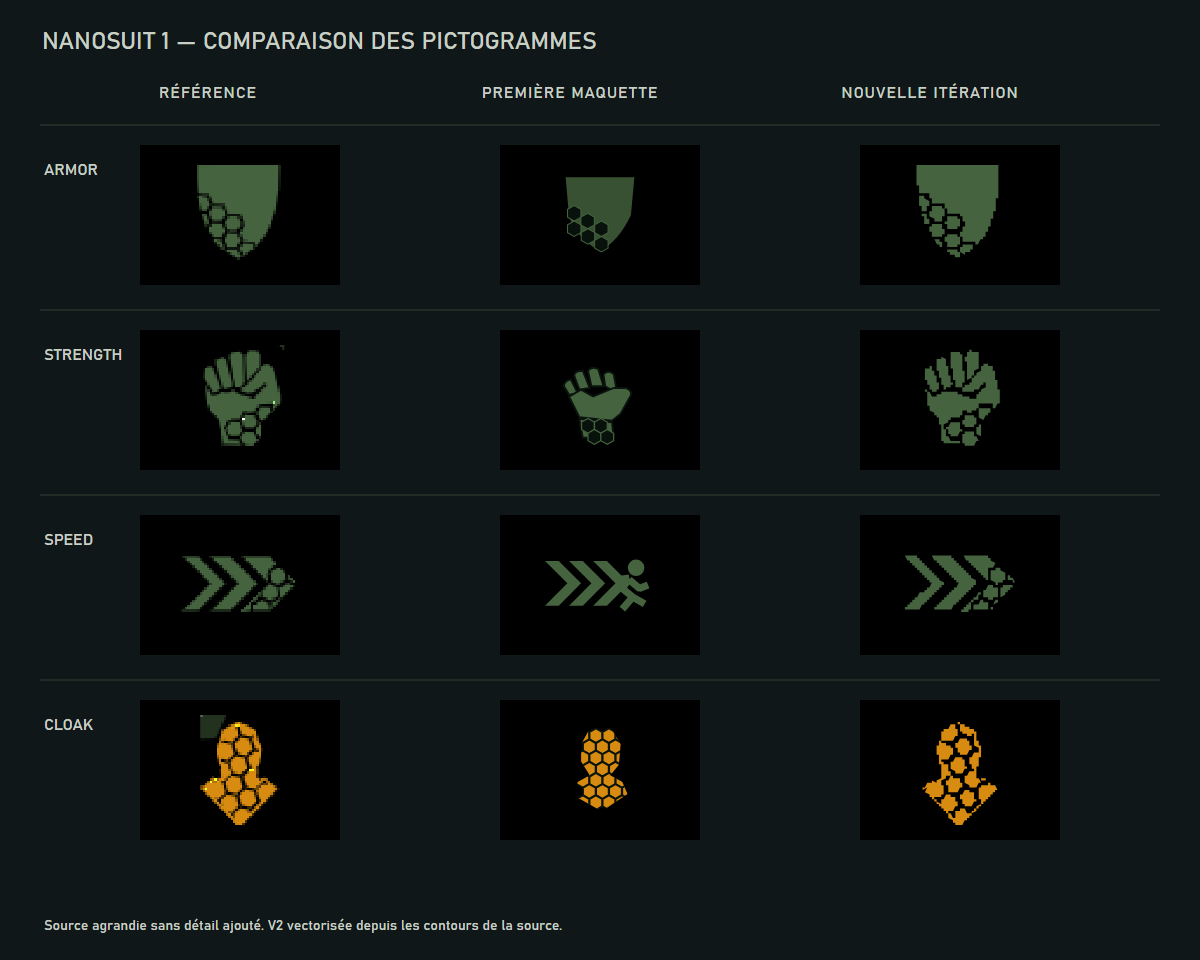 NANOSUIT 1 — COMPARAISON DES PICTOGRAMMES
RÉFÉRENCE PREMIÈRE MAQUETTE NOUVELLE ITÉRATION
ARMOR
STRENGTH
SPEED
CLOAK
Source agrandie sans détail ajouté. V2 vectorisée depuis les contours de la source.